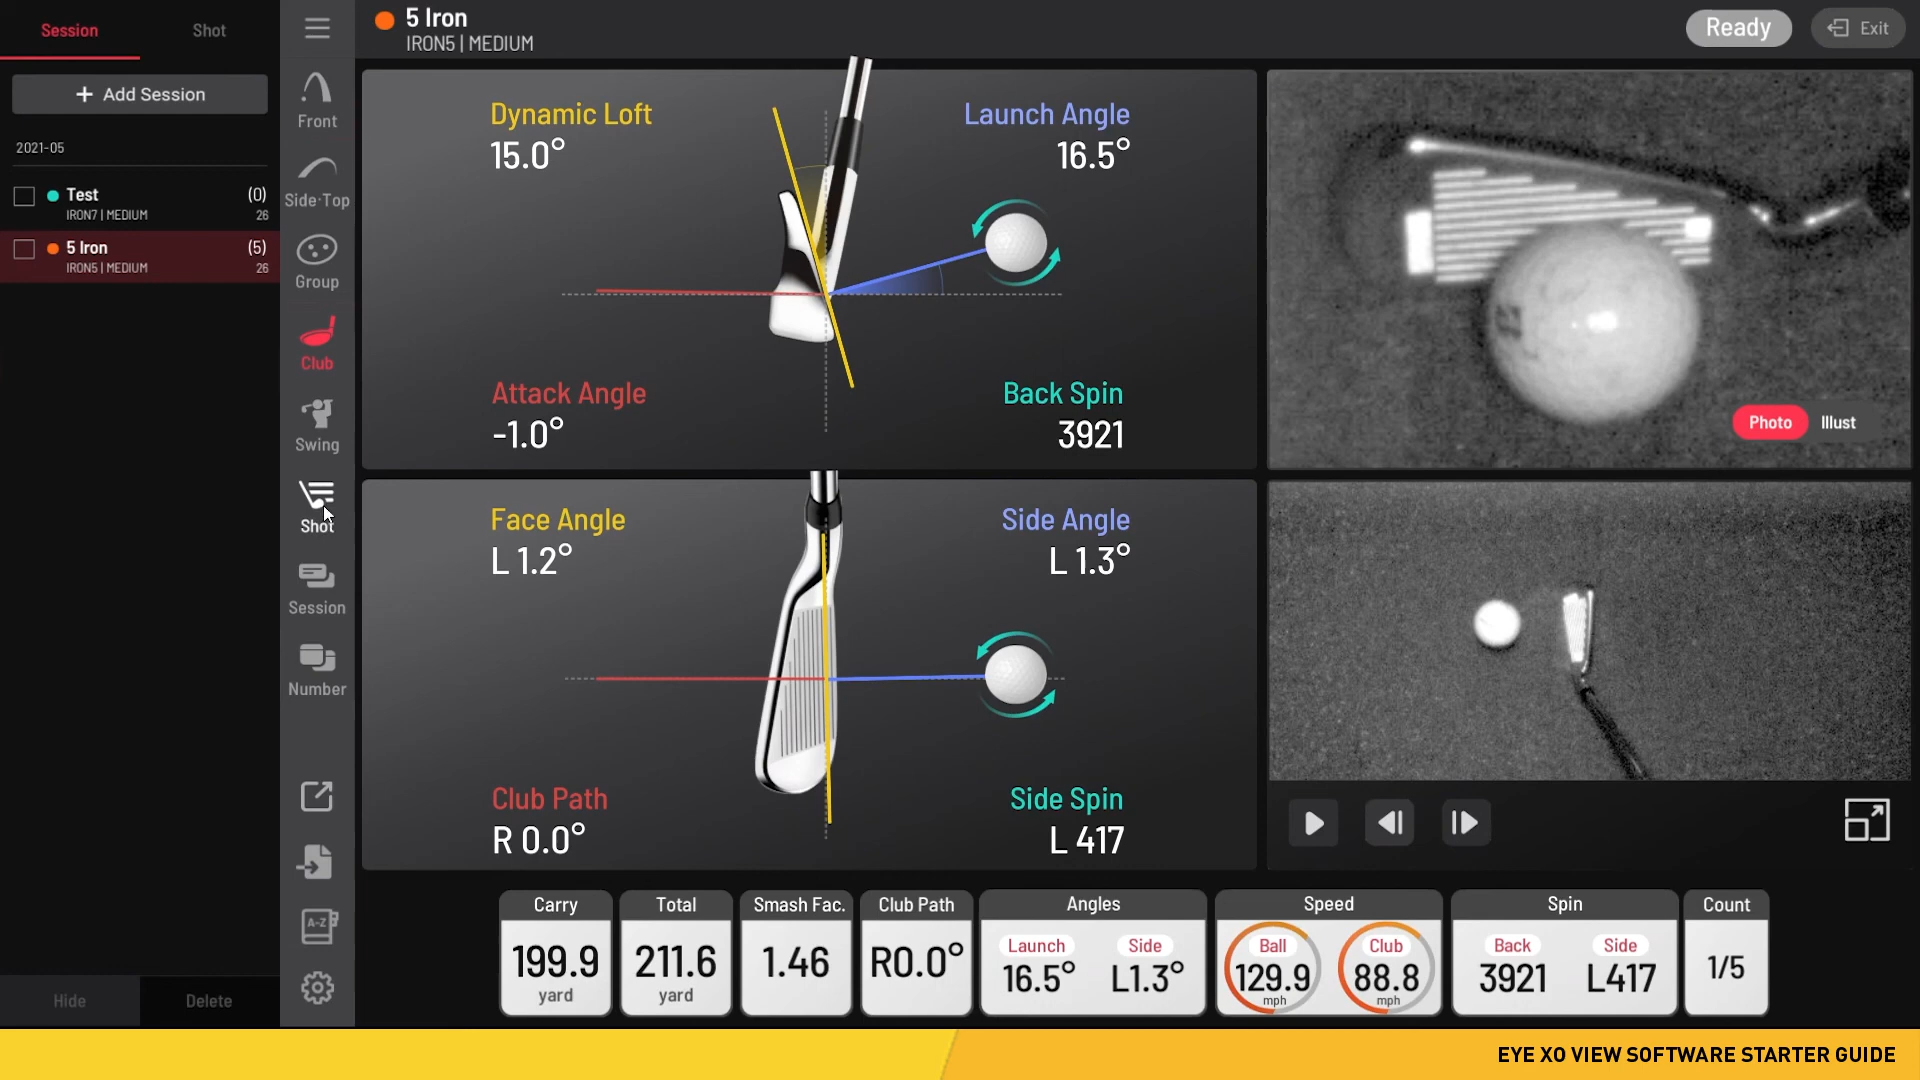 Session
Shot
+ Add Session
2021-05
Test (0)
IRON7 | MEDIUM 26
5 Iron (5)
IRON5 | MEDIUM 26
Hide
Delete
Front
Side·Top
Group
Club
Swing
Shot
Session
Number
A-Z
5 Iron
IRON5 | MEDIUM
Ready
Exit
Dynamic Loft
15.0°
Launch Angle
16.5°
Attack Angle
-1.0°
Back Spin
3921
Face Angle
L 1.2°
Side Angle
L 1.3°
Club Path
R 0.0°
Side Spin
L 417
Photo
Illust
Carry
199.9
yard
Total
211.6
yard
Smash Fac.
1.46
Club Path
R0.0°
Angles
Launch
16.5°
Side
L1.3°
Speed
Ball
129.9
mph
Club
88.8
mph
Spin
Back
3921
Side
L417
Count
1/5
EYE XO VIEW SOFTWARE STARTER GUIDE